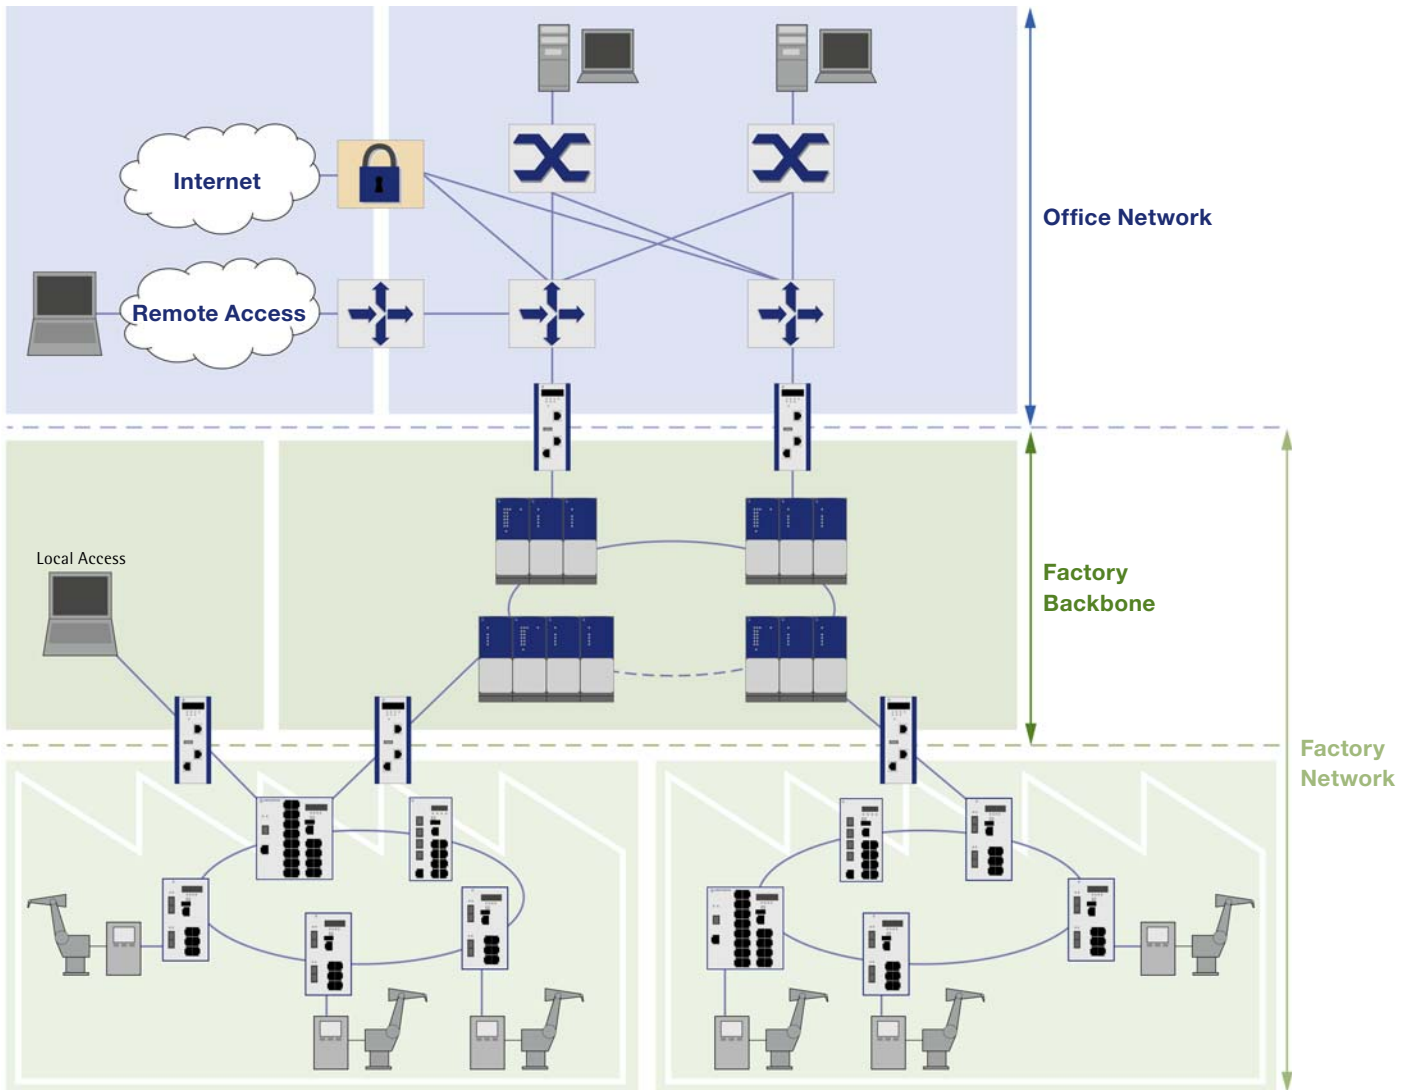 Internet
Office Network
Remote Access
Local Access
Factory
Backbone
Factory
Network